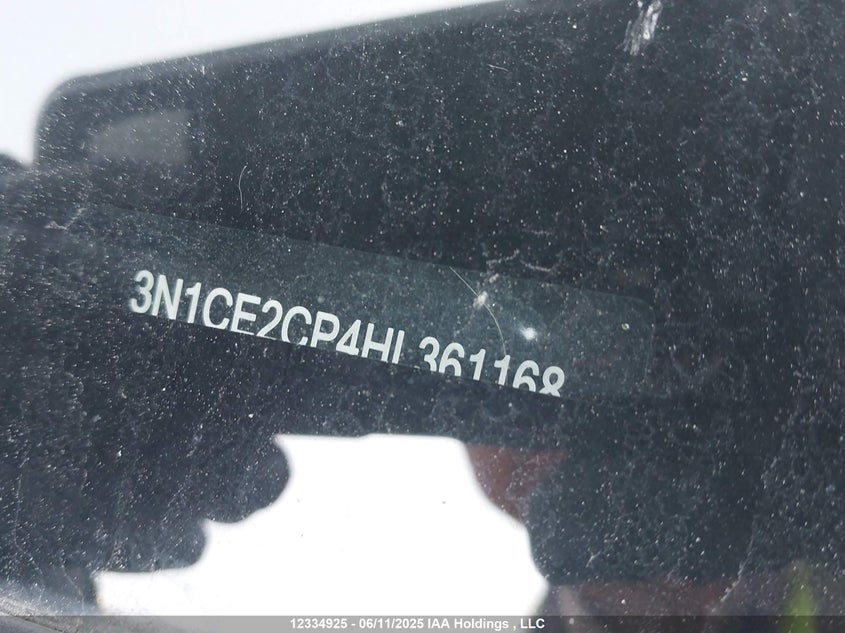 3N1CE2CP4HL361168
12334925 - 06/11/2025 IAA Holdings , LLC